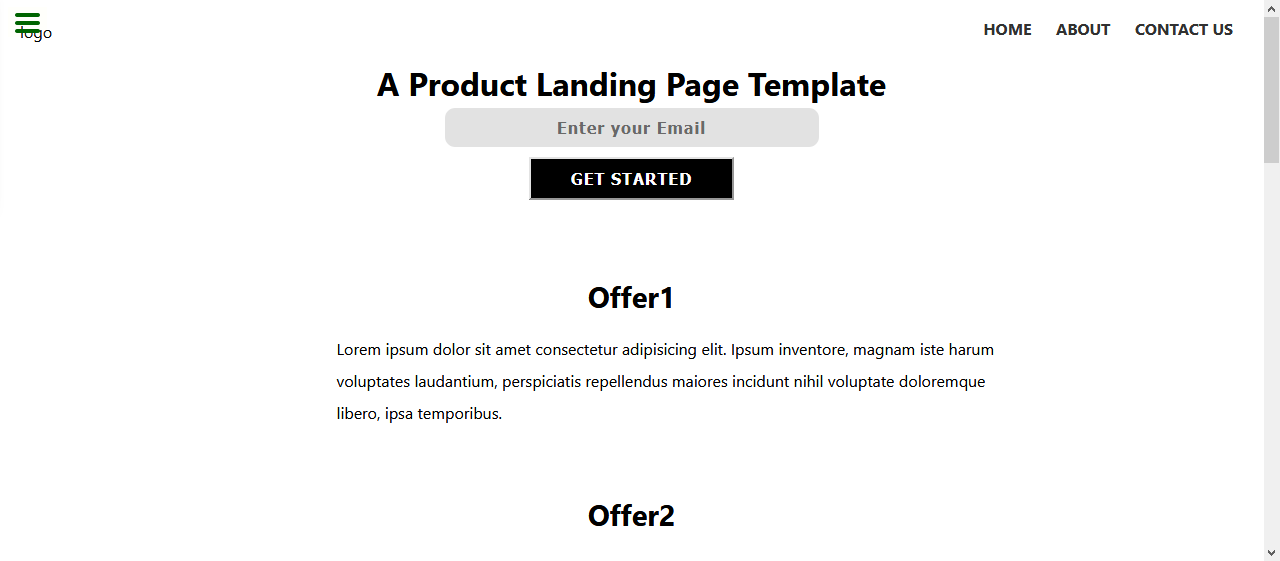 logo
HOME ABOUT CONTACT US
A Product Landing Page Template
Enter your Email
GET STARTED
Offer1
Lorem ipsum dolor sit amet consectetur adipisicing elit. Ipsum inventore, magnam iste harum
voluptates laudantium, perspiciatis repellendus maiores incidunt nihil voluptate doloremque
libero, ipsa temporibus.
Offer2